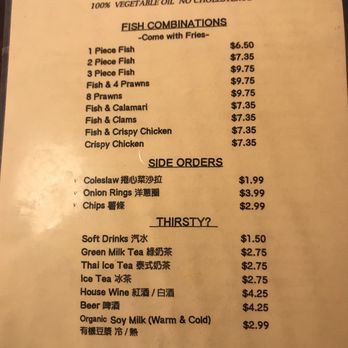 100% VEGETABLE OIL NO CHOLESTEROL
FISH COMBINATIONS
-Come with Fries-
1 Piece Fish $6.50
2 Piece Fish $7.35
3 Piece Fish $9.75
Fish & 4 Prawns $9.75
8 Prawns $9.75
Fish & Calamari $7.35
Fish & Clams $7.35
Fish & Crispy Chicken $7.35
Crispy Chicken $7.35
SIDE ORDERS
v Coleslaw 捲心菜沙拉 $1.99
v Onion Rings 洋蔥圈 $3.99
v Chips 薯條 $2.99
THIRSTY?
Soft Drinks 汽水 $1.50
Green Milk Tea 綠奶茶 $2.75
Thai Ice Tea 泰式奶茶 $2.75
Ice Tea 冰茶 $2.75
House Wine 紅酒 / 白酒 $4.25
Beer 啤酒 $4.25
Organic Soy Milk (Warm & Cold) $2.99
有機豆漿 冷 / 熱